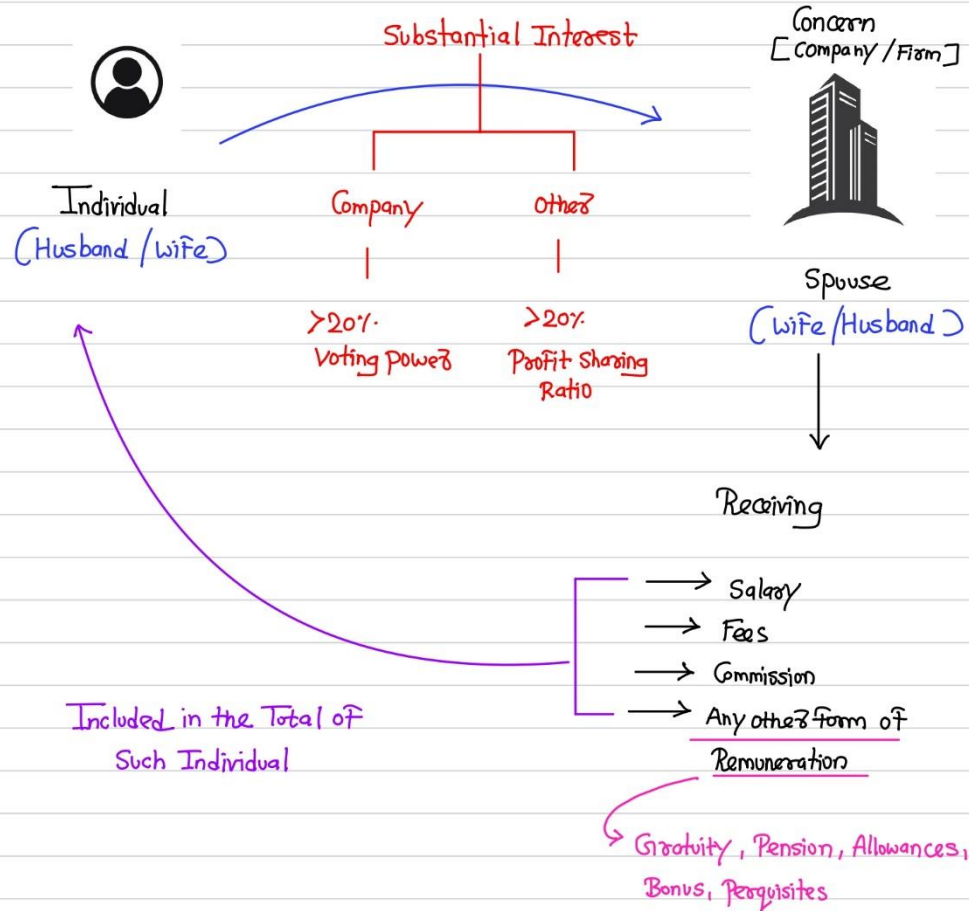 Substantial Interest
Concern
[Company/Firm]
Individual
(Husband/Wife)
Company
Other
>20%.
Voting Power
>20%
Profit Sharing
Ratio
Spouse
(Wife/Husband)
Receiving
Salary
Fees
Commission
Any other form of
Remuneration
Included in the Total of
Such Individual
Gratuity, Pension, Allowances,
Bonus, Perquisites